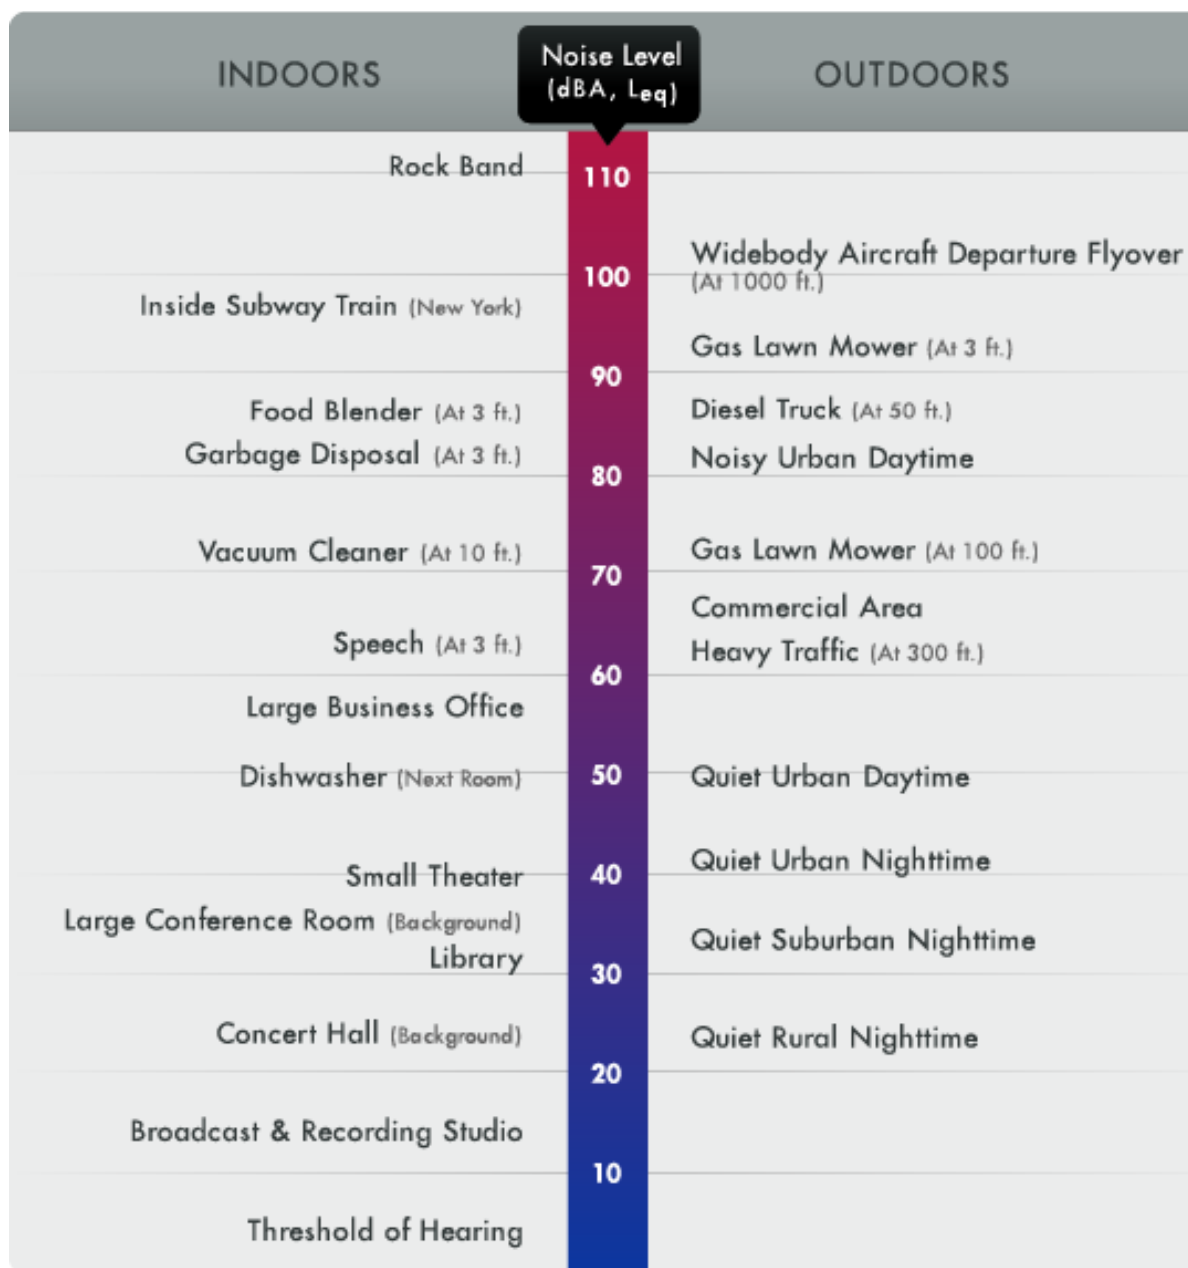 INDOORS
Noise Level
(dBA, Leq)
OUTDOORS
Rock Band
110
Widebody Aircraft Departure Flyover
(At 1000 ft.)
100
Inside Subway Train (New York)
Gas Lawn Mower (At 3 ft.)
90
Food Blender (At 3 ft.)
Diesel Truck (At 50 ft.)
Garbage Disposal (At 3 ft.)
Noisy Urban Daytime
80
Vacuum Cleaner (At 10 ft.)
Gas Lawn Mower (At 100 ft.)
70
Commercial Area
Speech (At 3 ft.)
Heavy Traffic (At 300 ft.)
60
Large Business Office
Dishwasher (Next Room)
50
Quiet Urban Daytime
Quiet Urban Nighttime
Small Theater
40
Large Conference Room (Background)
Quiet Suburban Nighttime
Library
30
Concert Hall (Background)
Quiet Rural Nighttime
20
Broadcast & Recording Studio
10
Threshold of Hearing